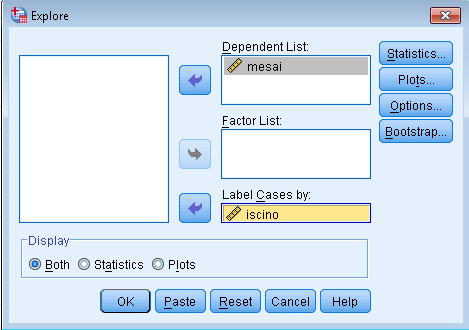 Explore
Dependent List:
mesai
Statistics...
Plots...
Options...
Bootstrap...
Factor List:
Label Cases by:
iscino
Display
Both Statistics Plots
OK Paste Reset Cancel Help